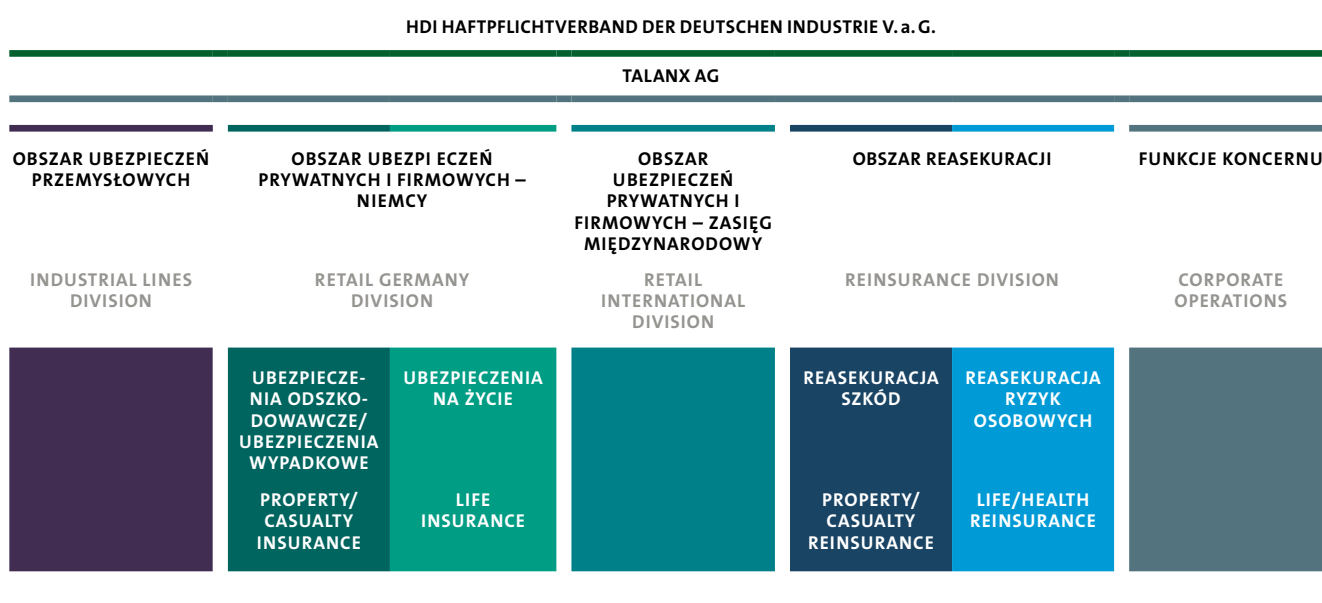 HDI HAFTPFLICHTVERBAND DER DEUTSCHEN INDUSTRIE V. a. G.
TALANX AG
OBSZAR UBEZPIECZEŃ
PRZEMYSŁOWYCH
OBSZAR UBEZPI ECZEŃ
PRYWATNYCH I FIRMOWYCH –
NIEMCY
OBSZAR
UBEZPIECZEŃ
PRYWATNYCH I
FIRMOWYCH – ZASIĘG
MIĘDZYNARODOWY
OBSZAR REASEKURACJI
FUNKCJE KONCERNU
INDUSTRIAL LINES
DIVISION
RETAIL GERMANY
DIVISION
RETAIL
INTERNATIONAL
DIVISION
REINSURANCE DIVISION
CORPORATE
OPERATIONS
UBEZPIECZE-
NIA ODSZKO-
DOWAWCZE/
UBEZPIECZENIA
WYPADKOWE
PROPERTY/
CASUALTY
INSURANCE
UBEZPIECZENIA
NA ŻYCIE
LIFE
INSURANCE
REASEKURACJA
SZKÓD
PROPERTY/
CASUALTY
REINSURANCE
REASEKURACJA
RYZYK
OSOBOWYCH
LIFE/HEALTH
REINSURANCE